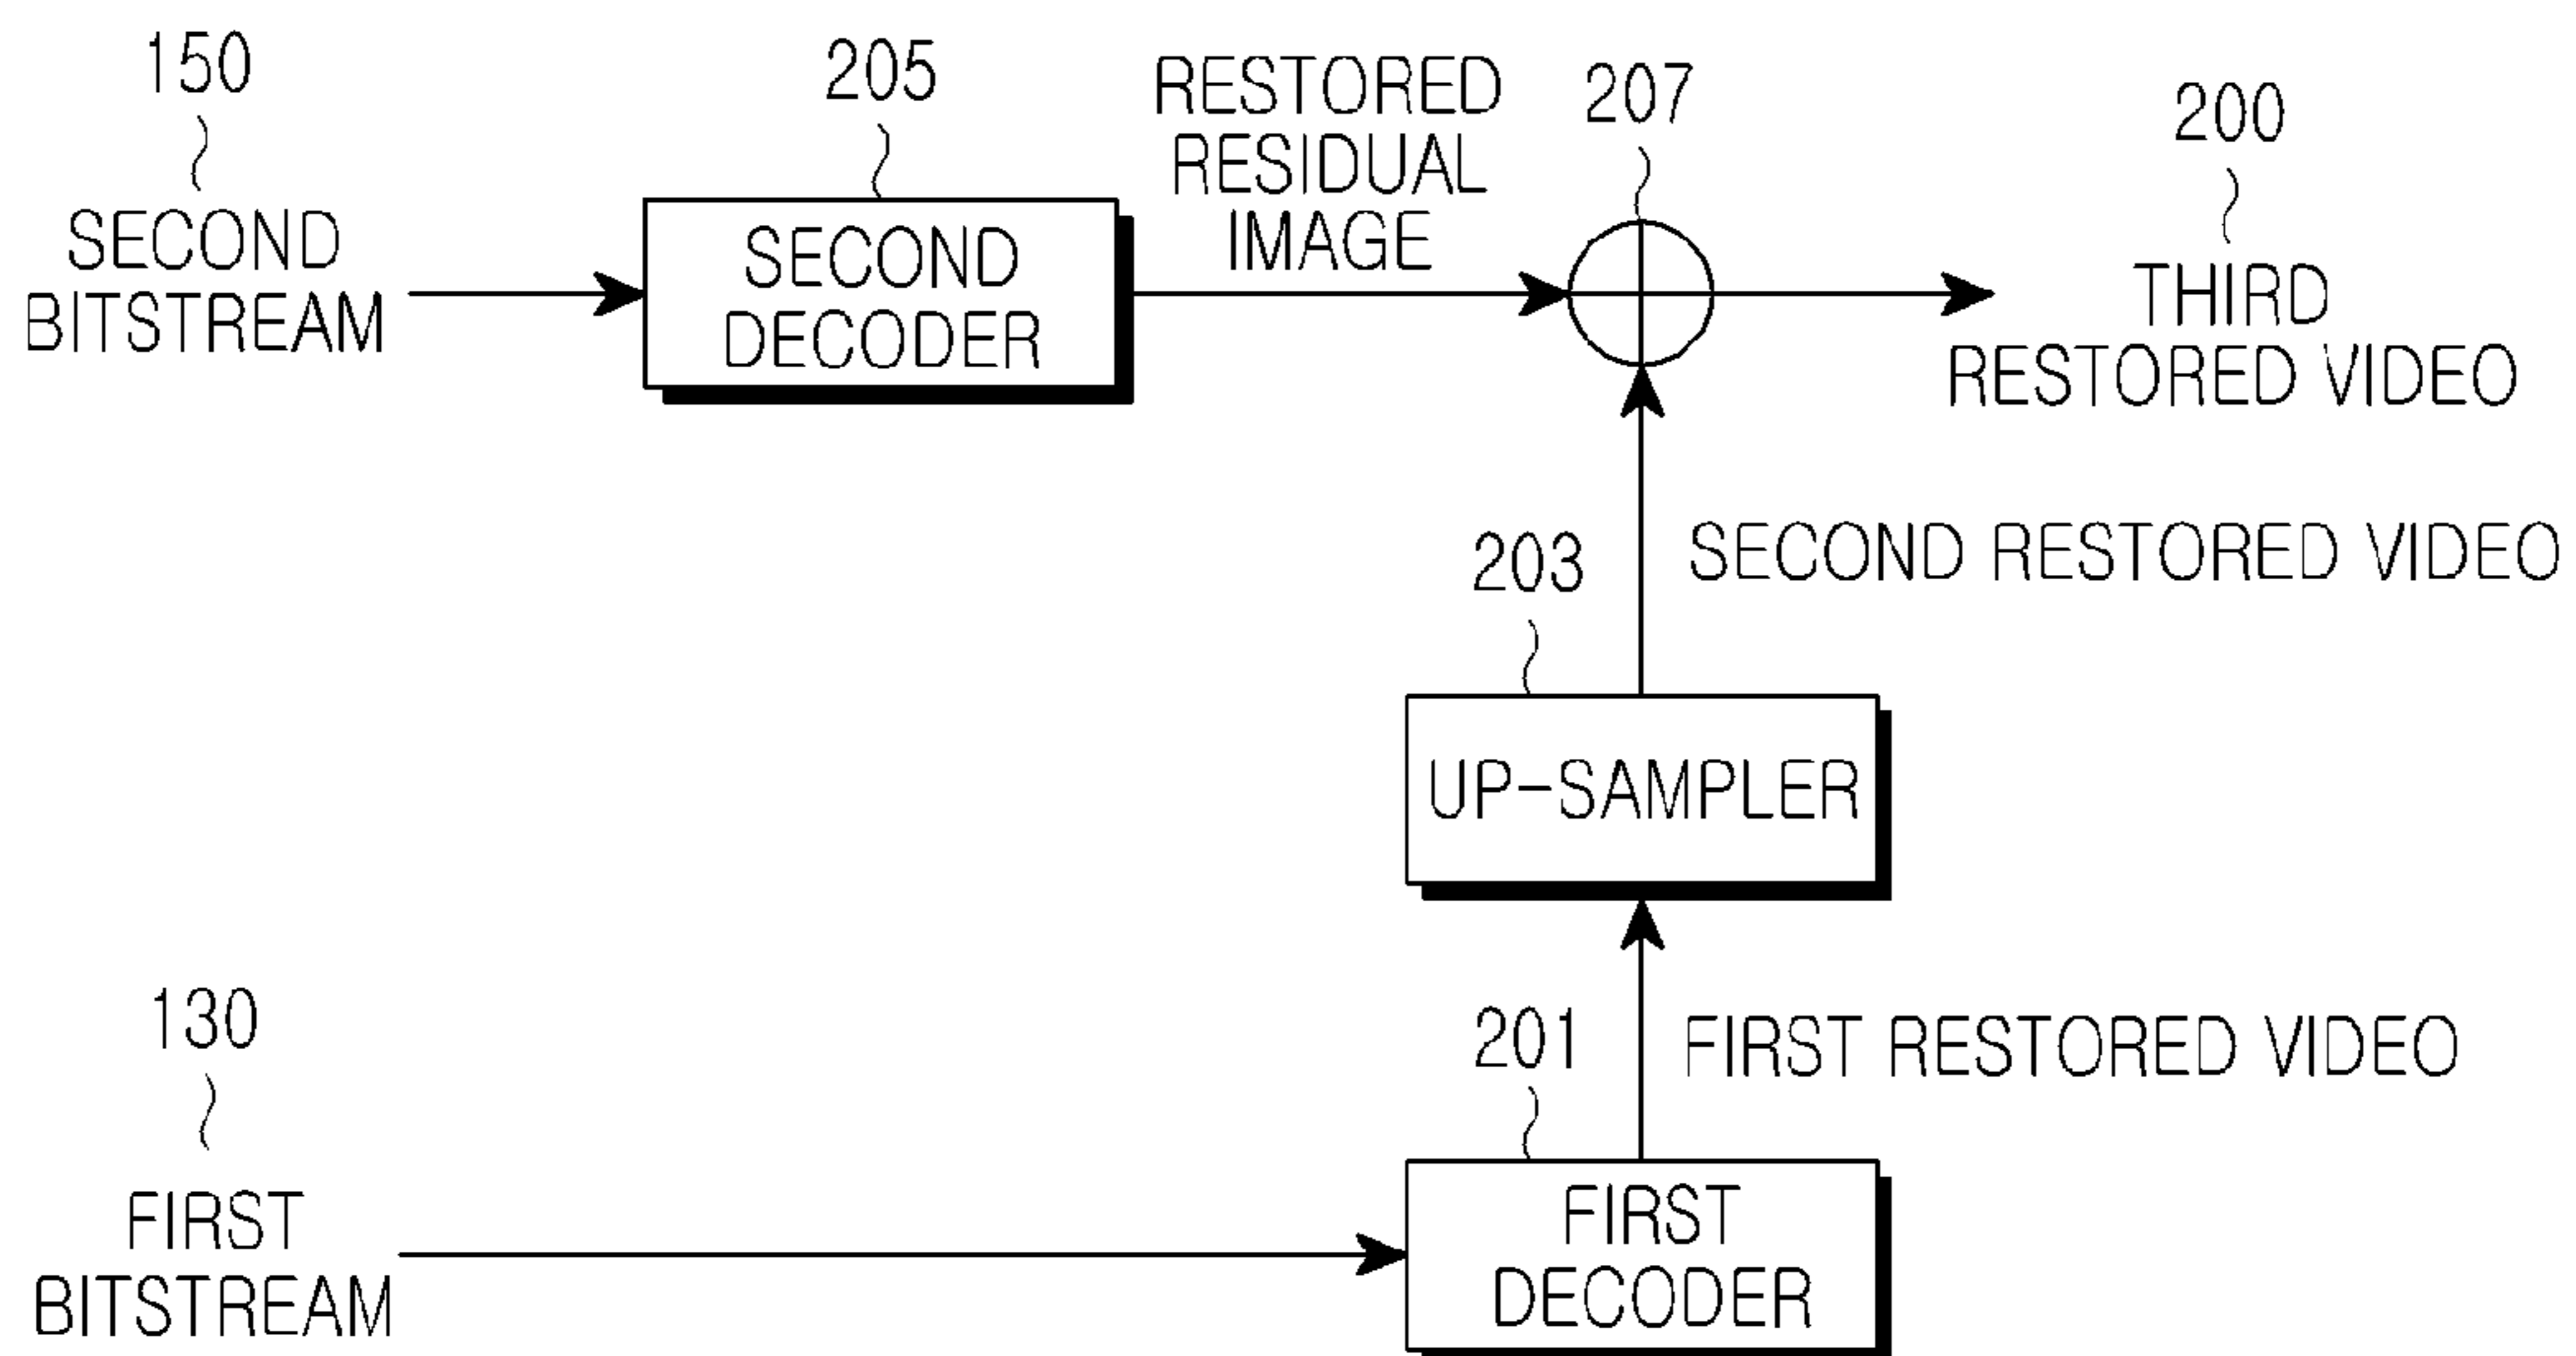 150
SECOND
BITSTREAM
205
SECOND
DECODER
RESTORED
RESIDUAL
IMAGE
207
200
THIRD
RESTORED VIDEO
203
SECOND RESTORED VIDEO
UP-SAMPLER
130
FIRST
BITSTREAM
201
FIRST RESTORED VIDEO
FIRST
DECODER